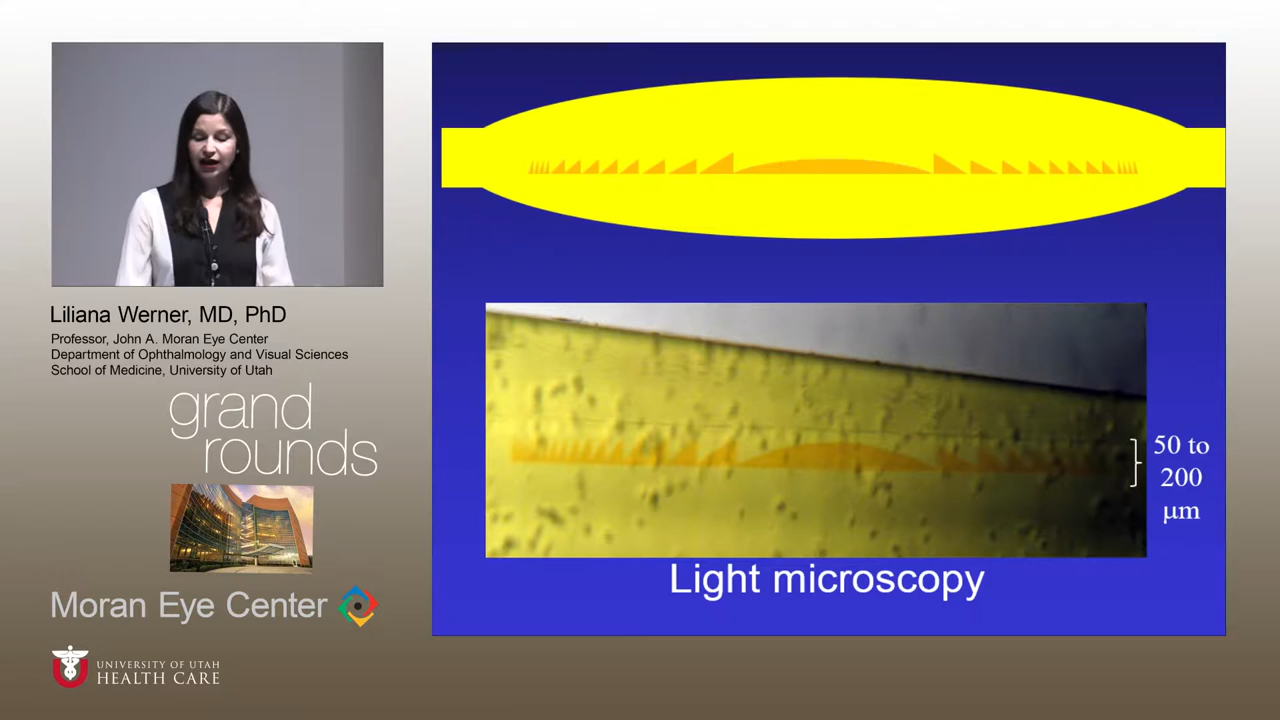 Liliana Werner, MD, PhD
Professor, John A. Moran Eye Center
Department of Ophthalmology and Visual Sciences
School of Medicine, University of Utah
grand
rounds
Moran Eye Center
UNIVERSITY OF UTAH
HEALTH CARE
50 to
200
μm
Light microscopy